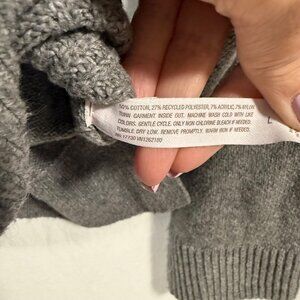 COTTON, 27% RECYCLED POLYESTER, 7% ACRYLIC, 7% NYLON
TURN GARMENT INSIDE OUT. MACHINE WASH COLD WITH LIKE
COLORS. GENTLE CYCLE. ONLY NON CHLORINE BLEACH IF NEEDED.
TUMBLE DRY LOW. REMOVE PROMPTLY. WARM IRON IF NEEDED.
L